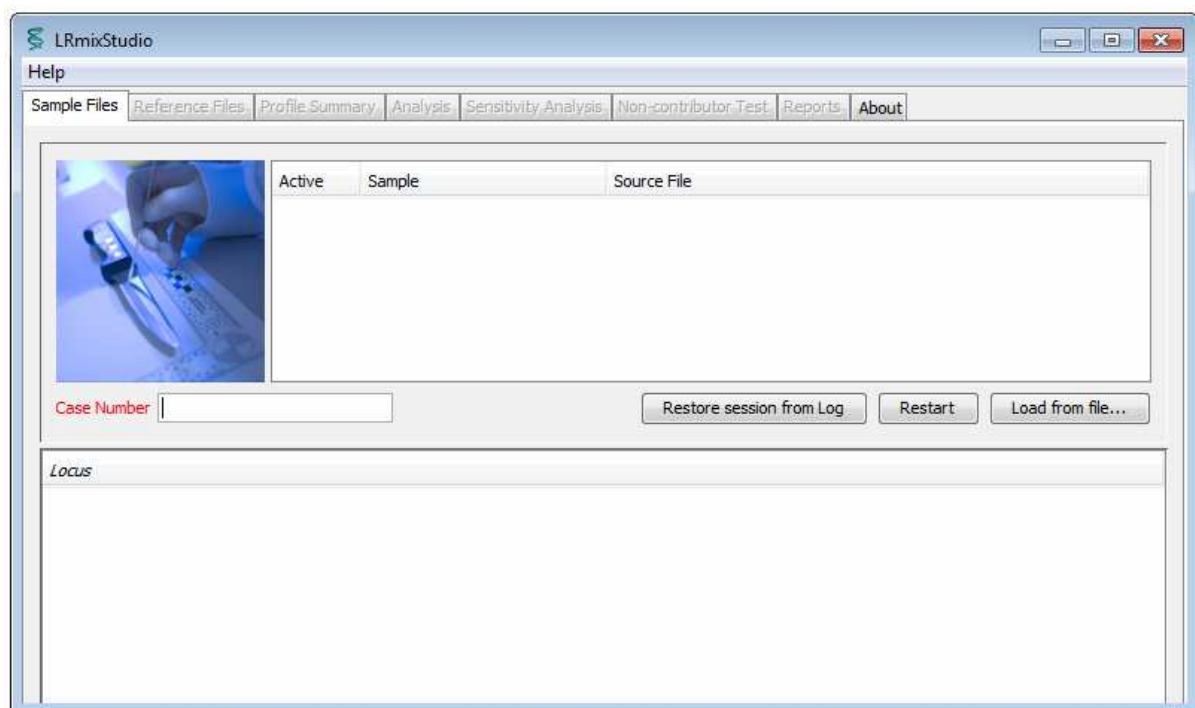 LRmixStudio
Help
Sample Files Reference Files Profile Summary Analysis Sensitivity Analysis Non-contributor Test Reports About
Active Sample Source File
Case Number Restore session from Log Restart Load from file...
Locus